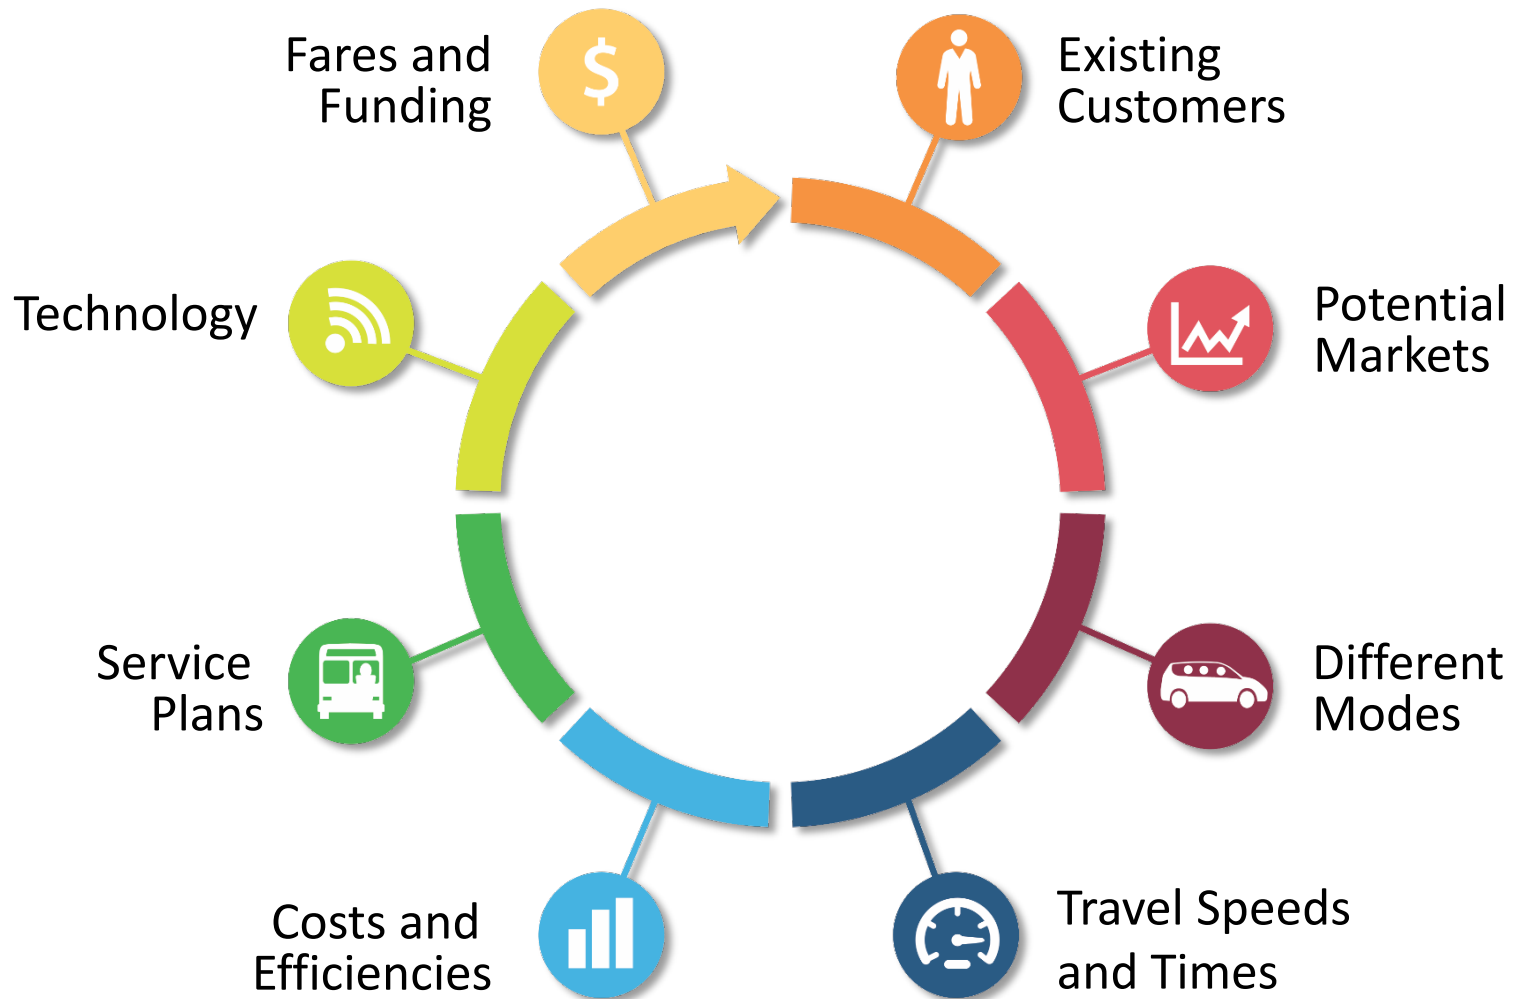 Fares and
Funding
$
Existing
Customers
Technology
Potential
Markets
Service
Plans
Different
Modes
Costs and
Efficiencies
Travel Speeds
and Times